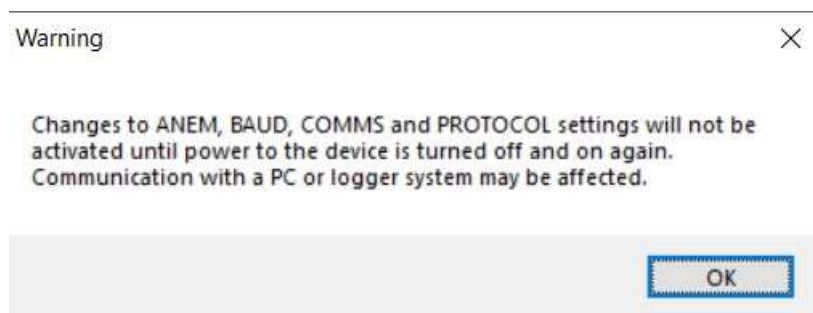 Warning
Changes to ANEM, BAUD, COMMS and PROTOCOL settings will not be
activated until power to the device is turned off and on again.
Communication with a PC or logger system may be affected.
OK